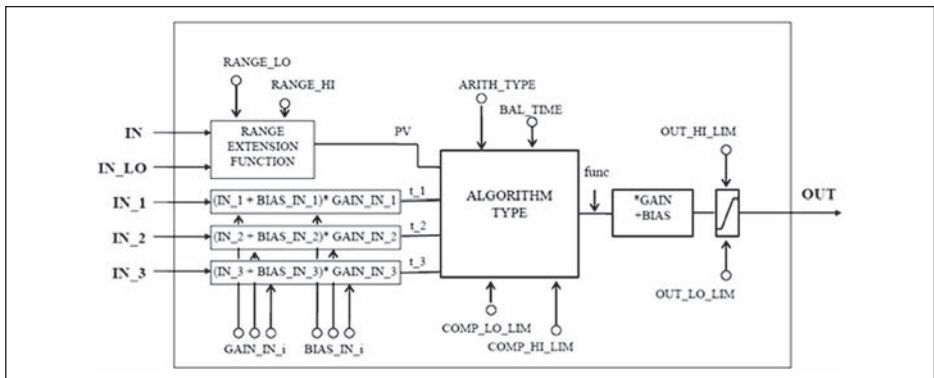 RANGE_LO
RANGE_HI
ARITH_TYPE
BAL_TIME
IN
RANGE
EXTENSION
FUNCTION
PV
OUT_HI_LIM
IN_LO
func
IN_1
(IN_1 + BIAS_IN_1)* GAIN_IN_1
t_1
ALGORITHM
TYPE
*GAIN
+BIAS
OUT
IN_2
(IN_2 + BIAS_IN_2)* GAIN_IN_2
t_2
IN_3
(IN_3 + BIAS_IN_3)* GAIN_IN_3
t_3
OUT_LO_LIM
GAIN_IN_i
BIAS_IN_i
COMP_LO_LIM
COMP_HI_LIM